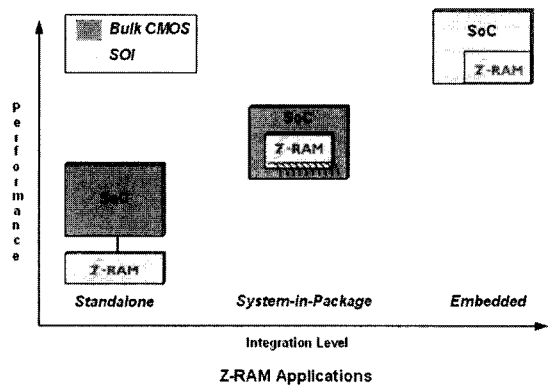 Bulk CMOS
SOI
SoC
Z-RAM
SoC
Z-RAM
SoC
Z-RAM
Performance
Standalone
System-in-Package
Embedded
Integration Level
Z-RAM Applications